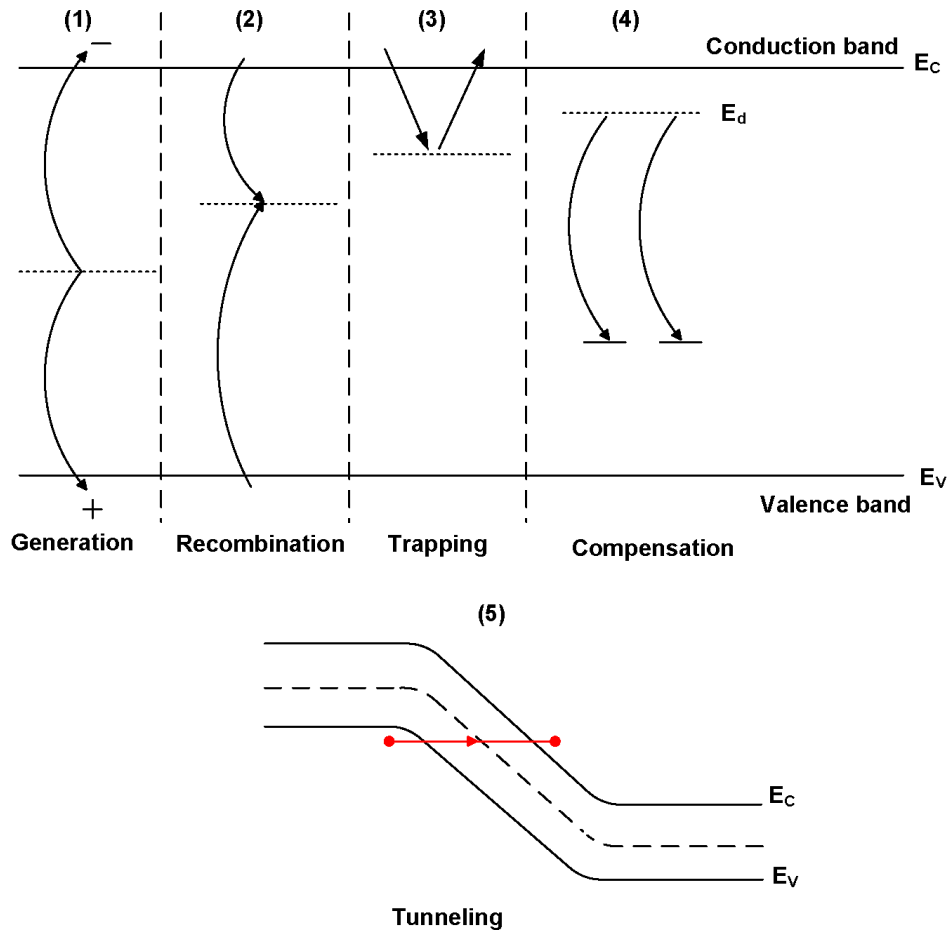 (1) (2) (3) (4)
Conduction band E_C
E_d
−
+
E_V
Valence band
Generation Recombination Trapping Compensation
(5)
E_C
E_V
Tunneling